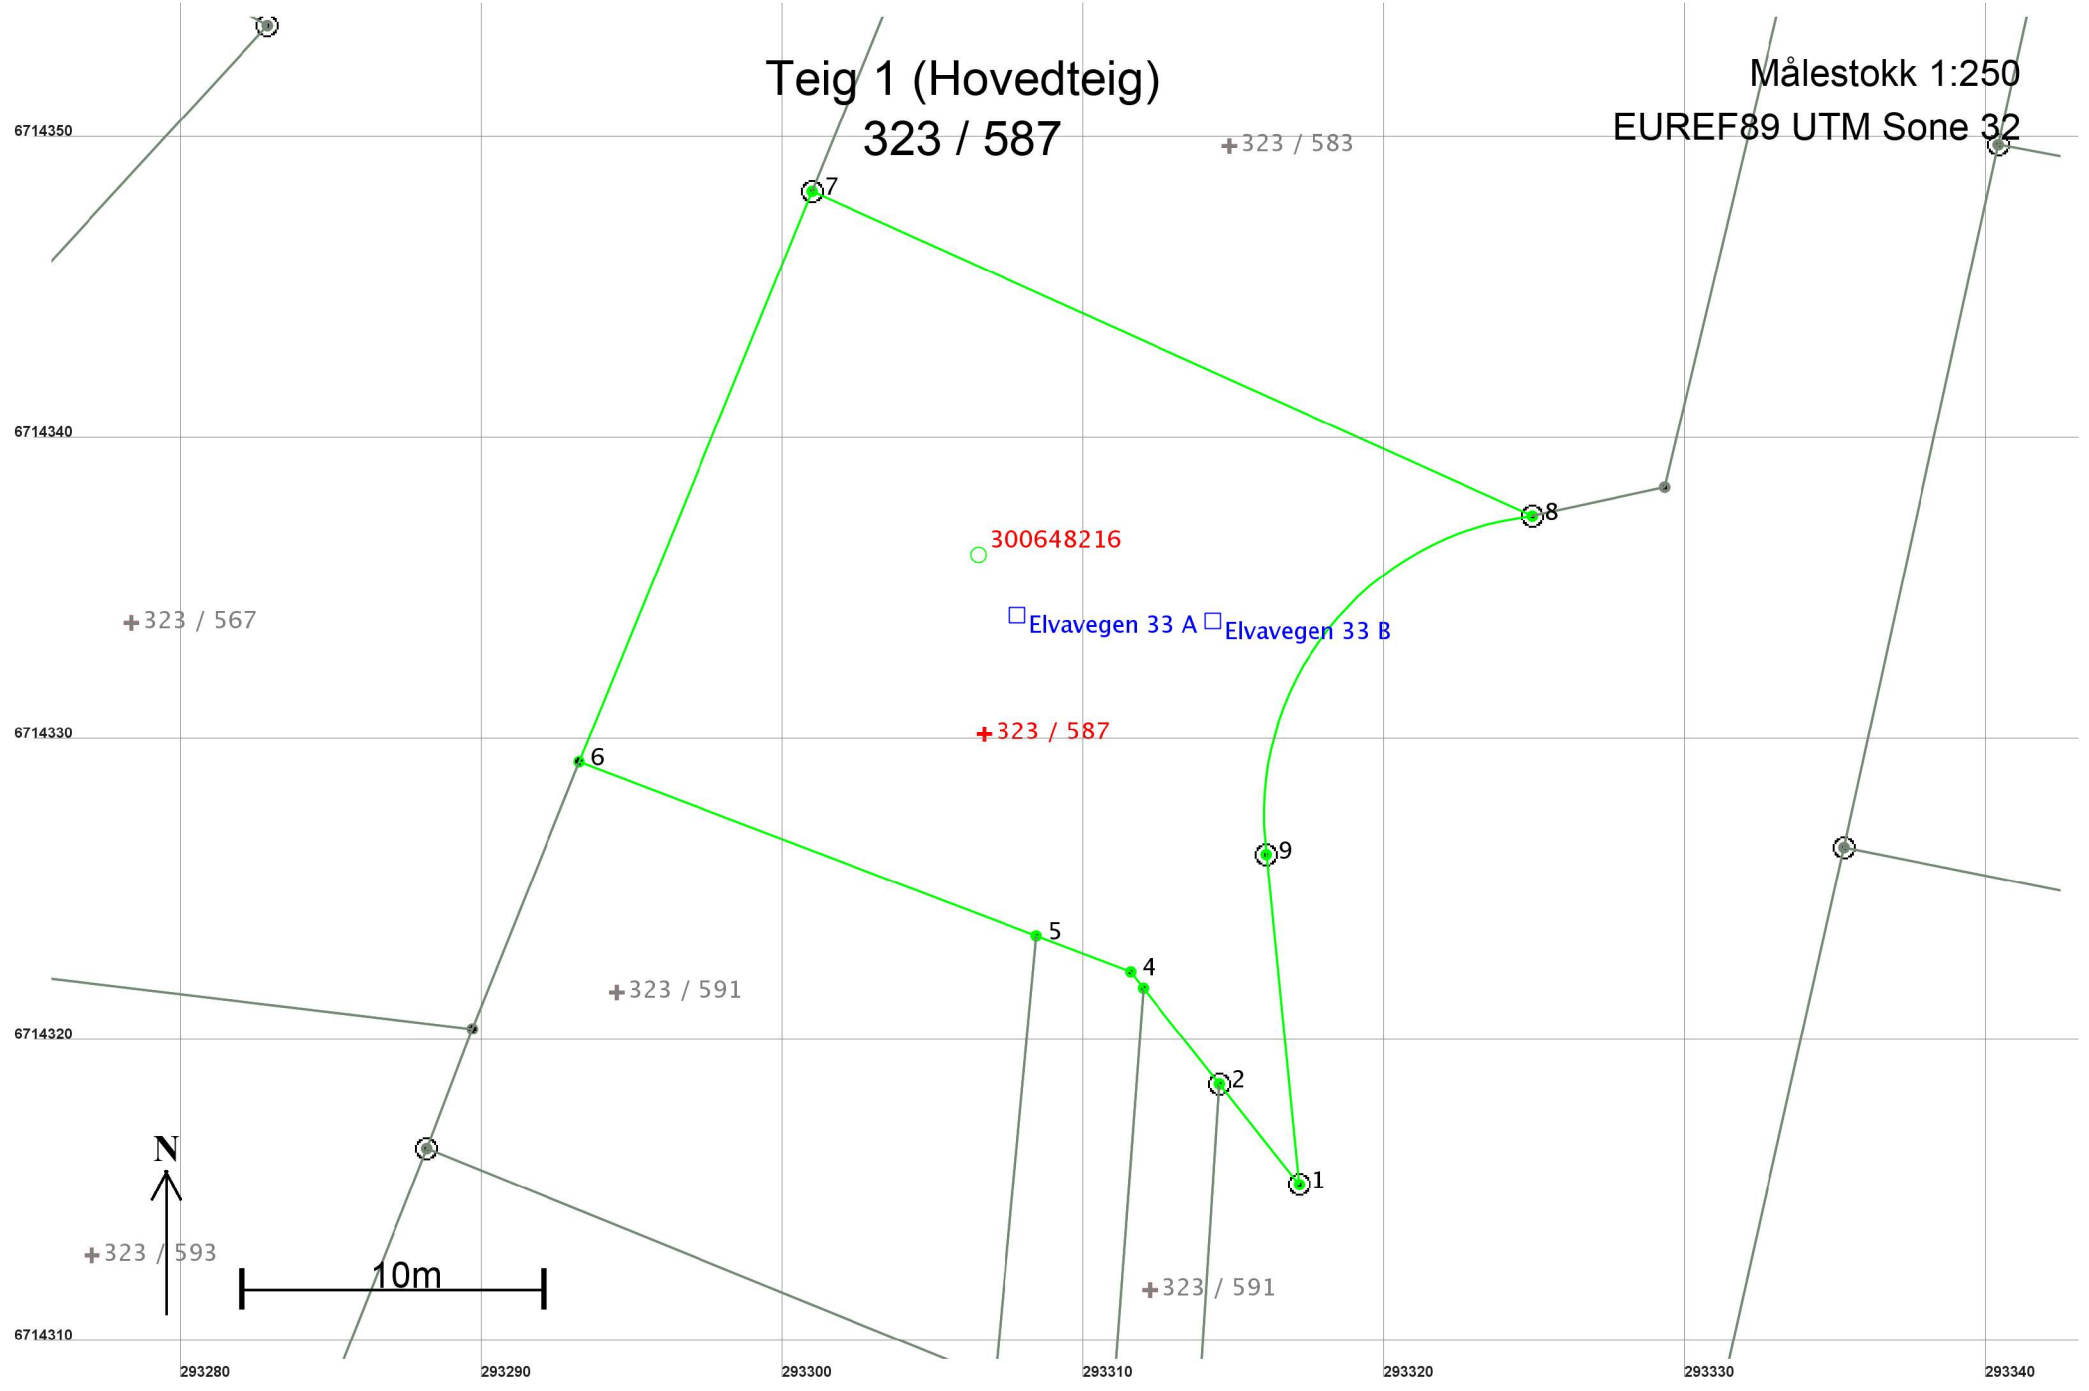 Teig 1 (Hovedteig)
323 / 587
Målestokk 1:250
EUREF89 UTM Sone 32
6714350
323 / 583
7
6714340
8
300648216
323 / 567
Elvavegen 33 A
Elvavegen 33 B
6714330
323 / 587
6
9
5
4
323 / 591
6714320
2
N
1
323 / 593
10m
323 / 591
6714310
293280
293290
293300
293310
293320
293330
293340